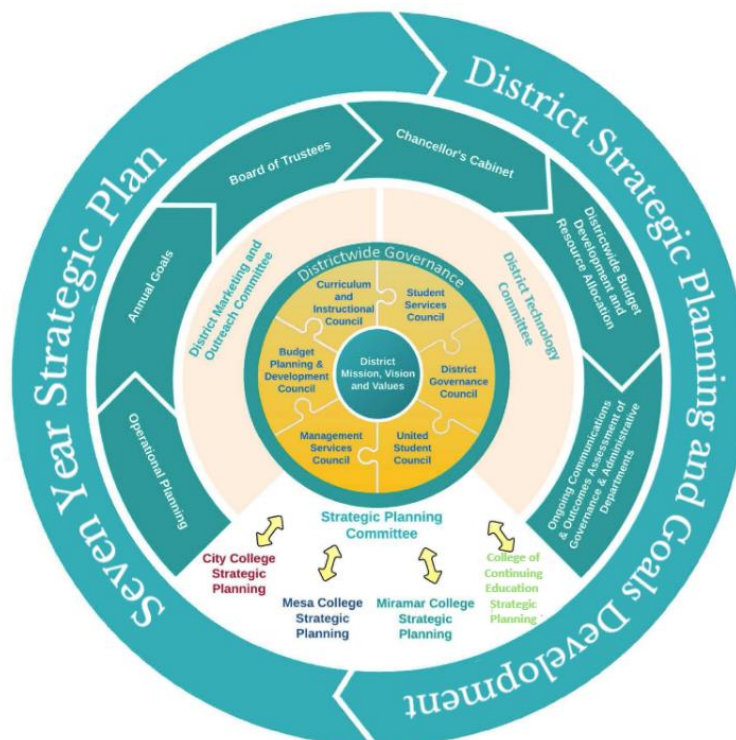 Seven Year Strategic Plan
District Strategic Planning and Goals Development
Operational Planning
Annual Goals
Board of Trustees
Chancellor's Cabinet
Districtwide Budget
Development and
Resource Allocation
Ongoing Communications
& Outcomes Assessment of
Governance & Administrative
Departments
District Marketing and
Outreach Committee
District Technology
Committee
Districtwide Governance
Curriculum
and
Instructional
Council
Student
Services
Council
Budget
Planning &
Development
Council
District
Mission, Vision
and Values
District
Governance
Council
Management
Services
Council
United
Student
Council
Strategic Planning
Committee
City College
Strategic
Planning
Mesa College
Strategic
Planning
Miramar College
Strategic
Planning
College of
Continuing
Education
Strategic
Planning